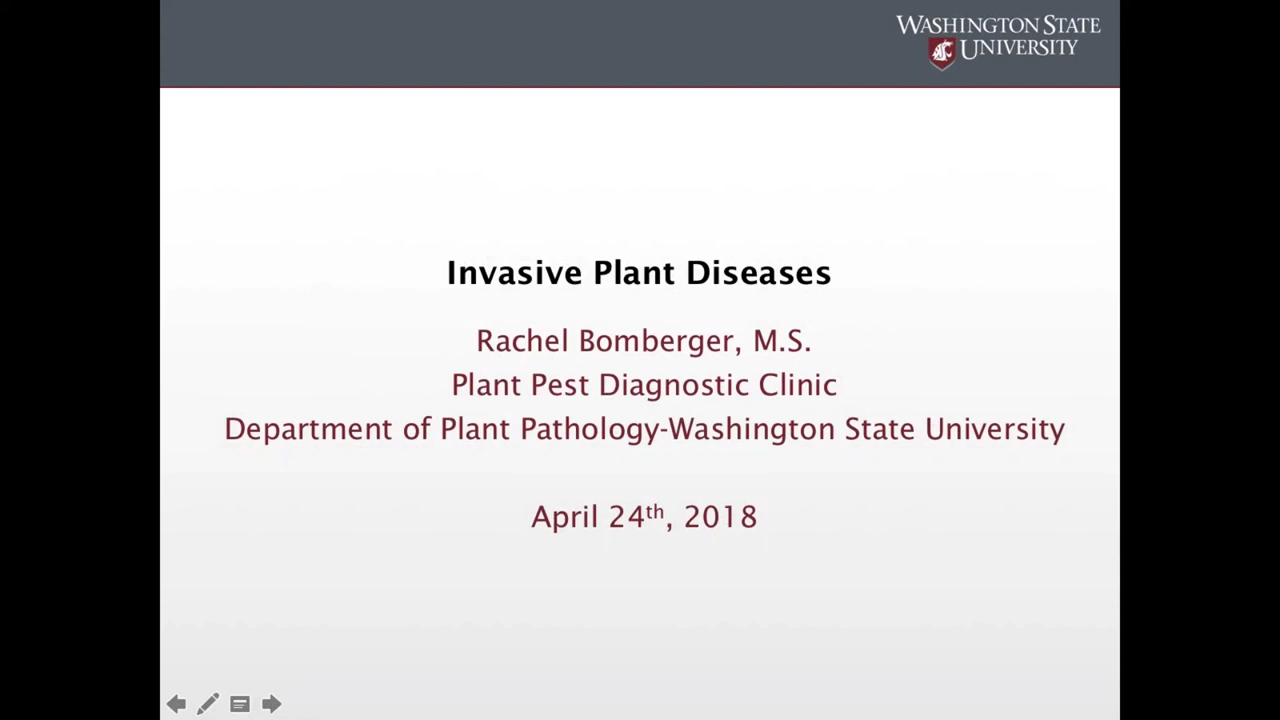 WASHINGTON STATE
UNIVERSITY
Invasive Plant Diseases
Rachel Bomberger, M.S.
Plant Pest Diagnostic Clinic
Department of Plant Pathology-Washington State University
April 24th, 2018